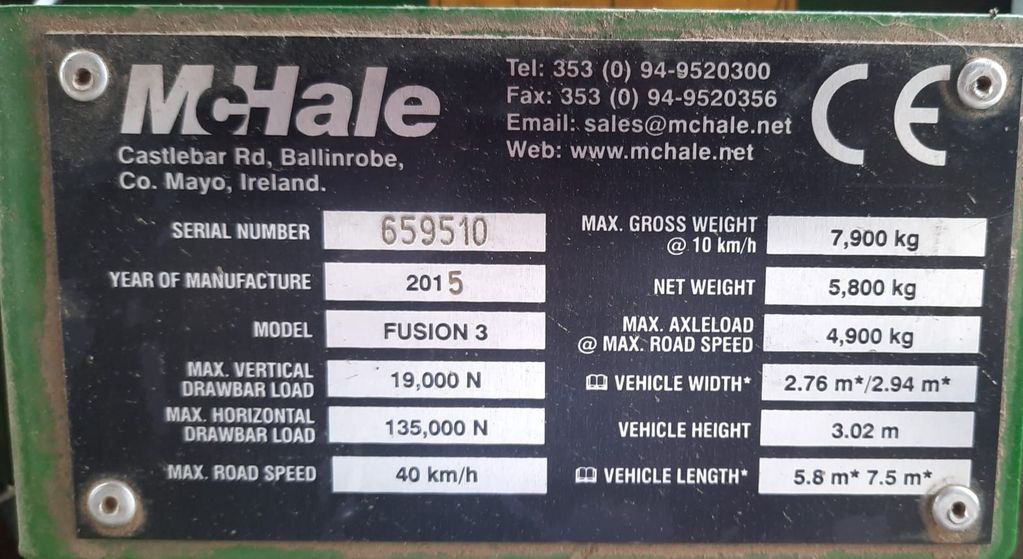 McHale
Castlebar Rd, Ballinrobe,
Co. Mayo, Ireland.
Tel: 353 (0) 94-9520300
Fax: 353 (0) 94-9520356
Email: sales@mchale.net
Web: www.mchale.net
CE
SERIAL NUMBER 659510
YEAR OF MANUFACTURE 2015
MODEL FUSION 3
MAX. VERTICAL
DRAWBAR LOAD 19,000 N
MAX. HORIZONTAL
DRAWBAR LOAD 135,000 N
MAX. ROAD SPEED 40 km/h
MAX. GROSS WEIGHT
@ 10 km/h 7,900 kg
NET WEIGHT 5,800 kg
MAX. AXLELOAD
@ MAX. ROAD SPEED 4,900 kg
VEHICLE WIDTH* 2.76 m*/2.94 m*
VEHICLE HEIGHT 3.02 m
VEHICLE LENGTH* 5.8 m* 7.5 m*